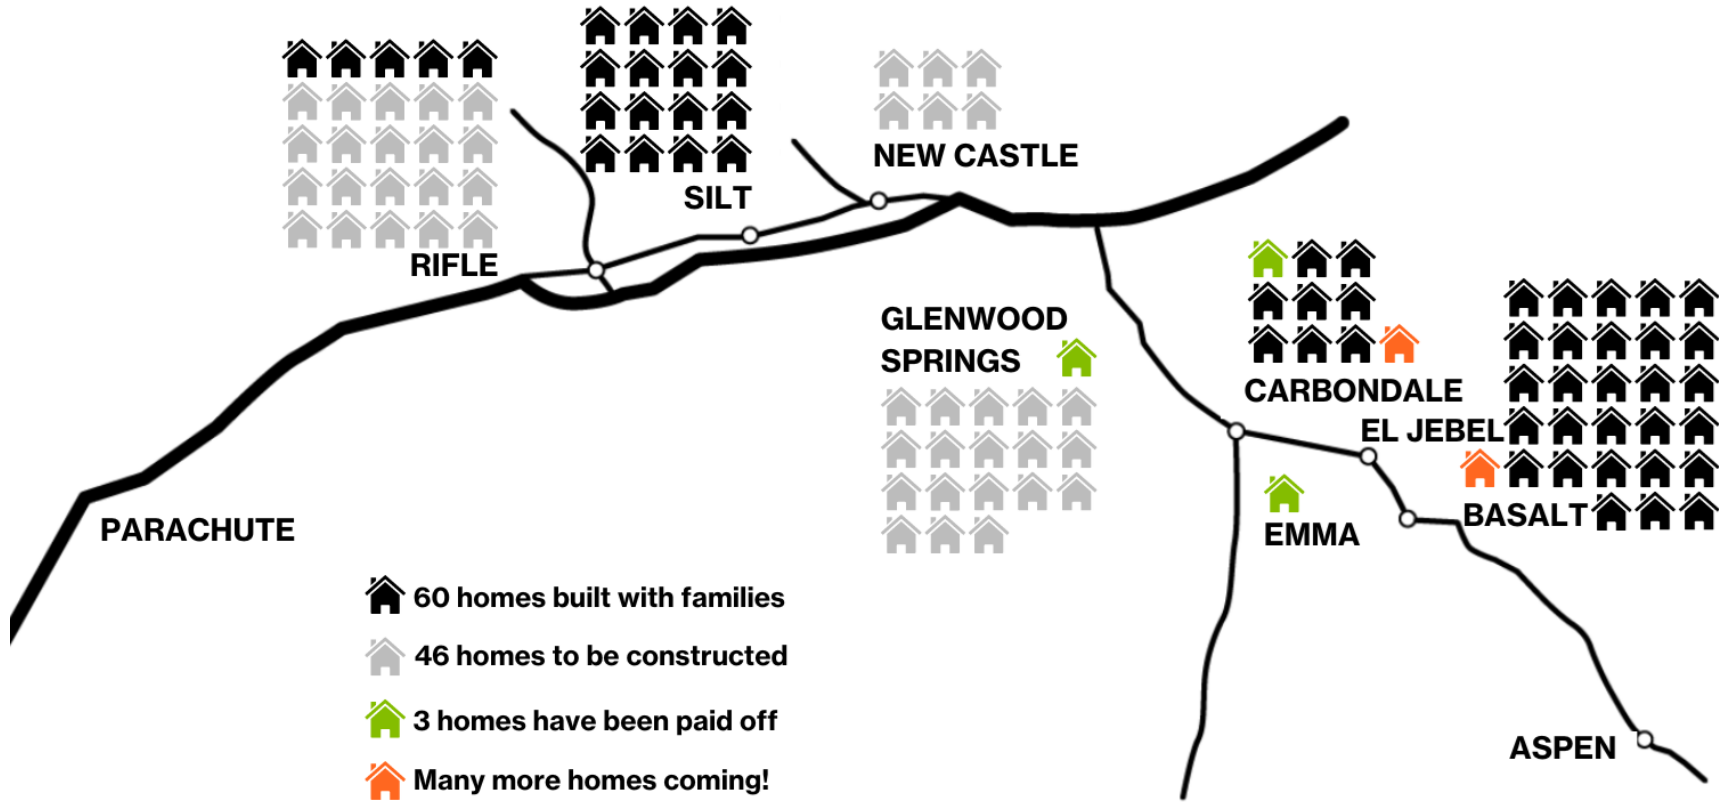 SILT
NEW CASTLE
RIFLE
GLENWOOD
SPRINGS
CARBONDALE
EL JEBEL
BASALT
EMMA
PARACHUTE
ASPEN
60 homes built with families
46 homes to be constructed
3 homes have been paid off
Many more homes coming!